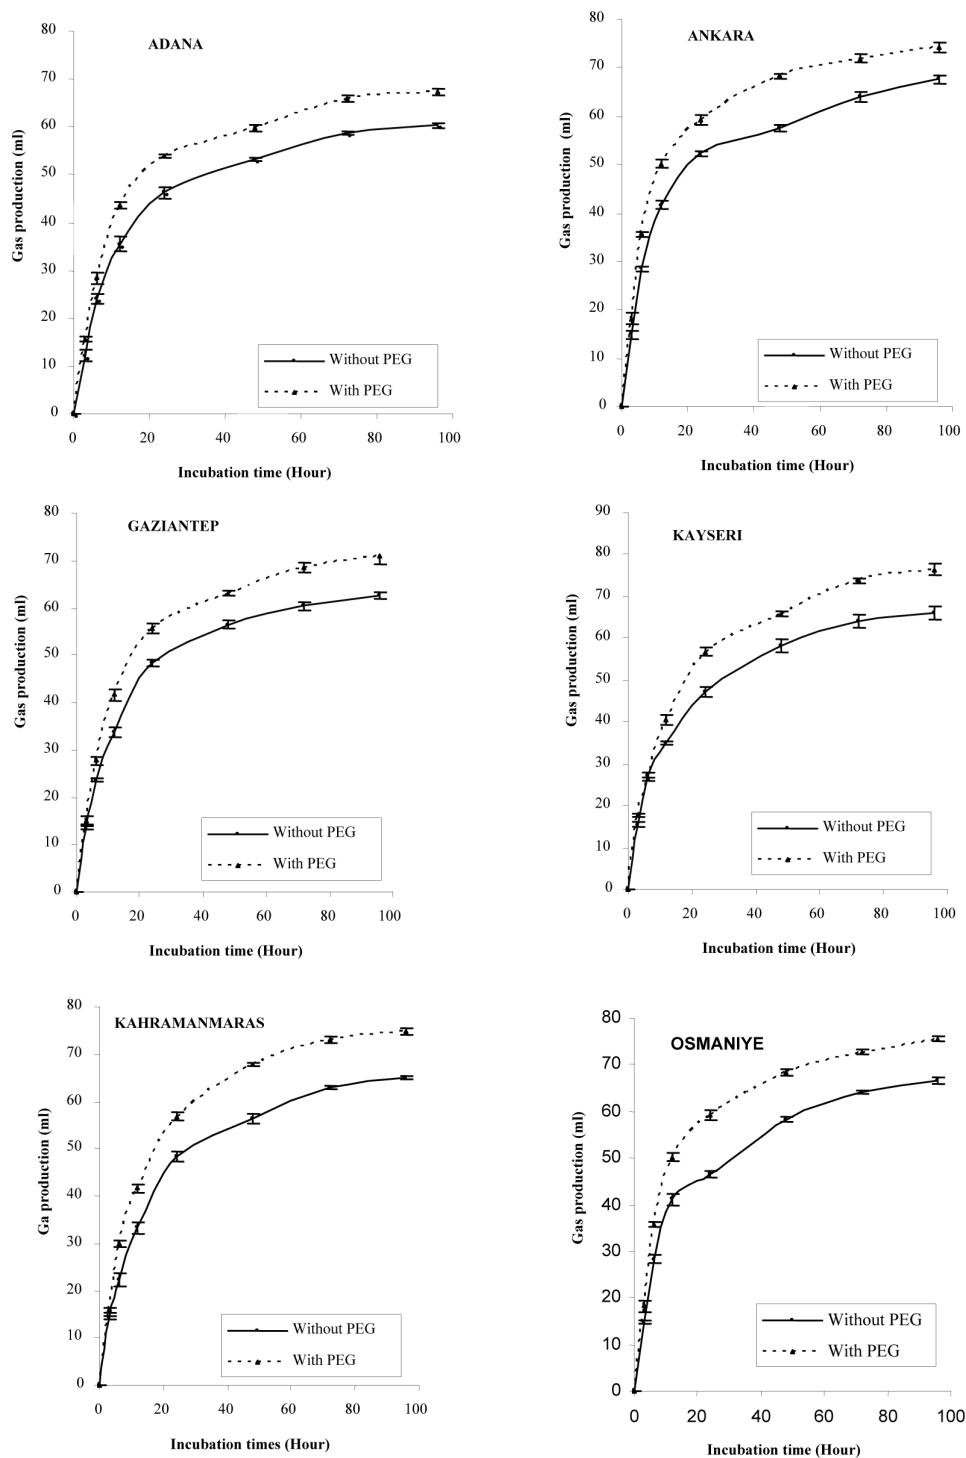 ADANA
80
70
60
50
40
30
20
10
0
Gas production (ml)
Without PEG
With PEG
0 20 40 60 80 100
Incubation time (Hour)
ANKARA
80
70
60
50
40
30
20
10
0
Gas production (ml)
Without PEG
With PEG
0 20 40 60 80 100
Incubation time (Hour)
GAZIANTEP
80
70
60
50
40
30
20
10
0
Gas production (ml)
Without PEG
With PEG
0 20 40 60 80 100
Incubation time (Hour)
KAYSERI
90
80
70
60
50
40
30
20
10
0
Gas production (ml)
Without PEG
With PEG
0 20 40 60 80 100
Incubation time (Hour)
KAHRAMANMARAS
80
70
60
50
40
30
20
10
0
Ga production (ml)
Without PEG
With PEG
0 20 40 60 80 100
Incubation times (Hour)
OSMANIYE
80
70
60
50
40
30
20
10
0
Gas production (ml)
Without PEG
With PEG
0 20 40 60 80 100
Incubation time (Hour)